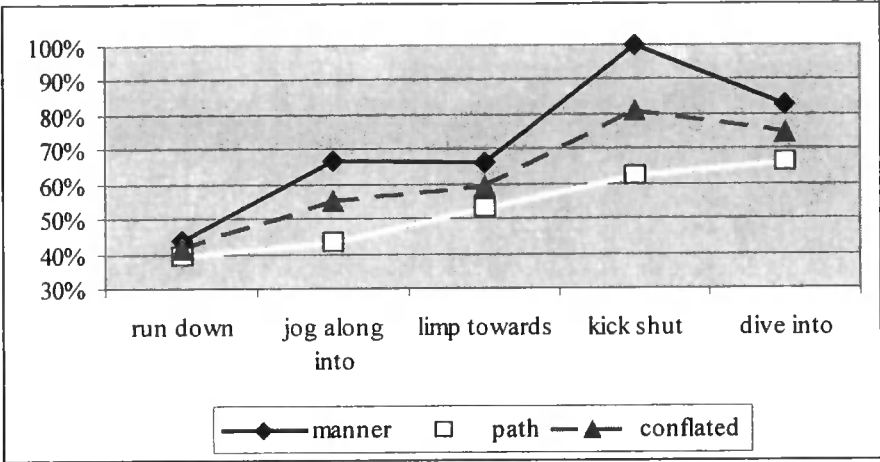 100%
90%
80%
70%
60%
50%
40%
30%
run down
jog along
into
limp towards
kick shut
dive into
manner
path
conflated